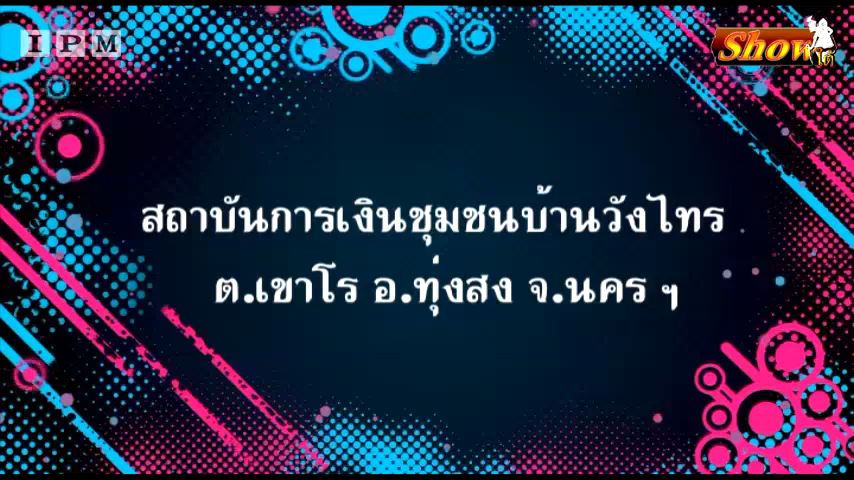 IPM
Show ใต้
สถาบันการเงินชุมชนบ้านวังไทร
ต.เขาโร อ.ทุ่งสง จ.นคร ฯ